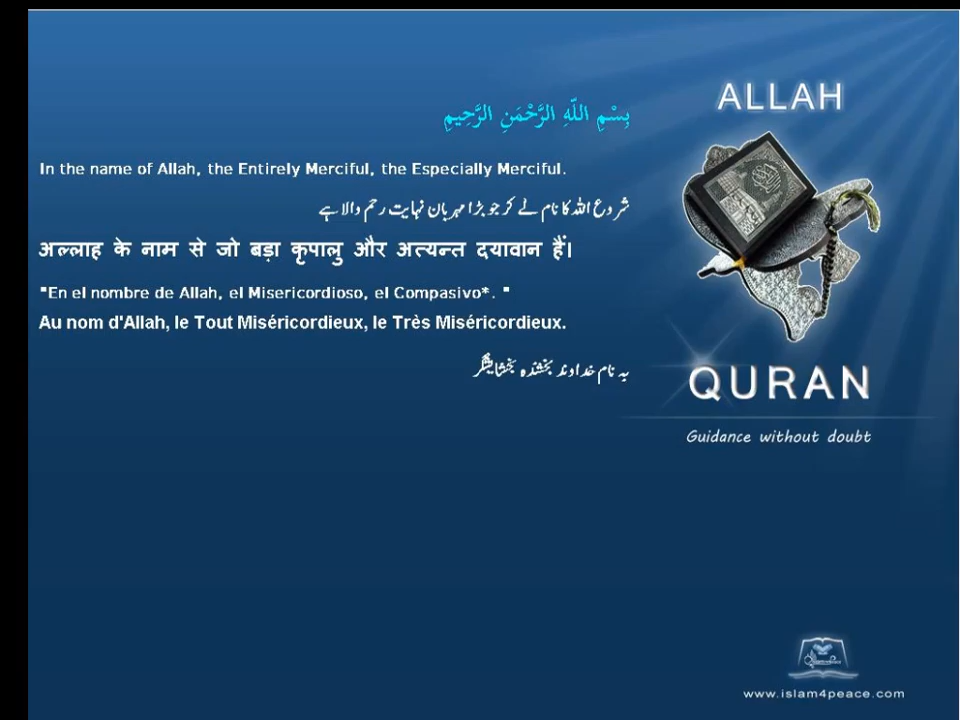 بِسْمِ اللَّهِ الرَّحْمَنِ الرَّحِيمِ
In the name of Allah, the Entirely Merciful, the Especially Merciful.
شروع الله کا نام لے کر جو بڑا مہربان نہایت رحم والا ہے
अल्लाह के नाम से जो बड़ा कृपालु और अत्यन्त दयावान हैं।
"En el nombre de Allah, el Misericordioso, el Compasivo*. "
Au nom d'Allah, le Tout Miséricordieux, le Très Miséricordieux.
به نام خداوند بخشنده بخشایشگر
ALLAH
QURAN
Guidance without doubt
www.islam4peace.com